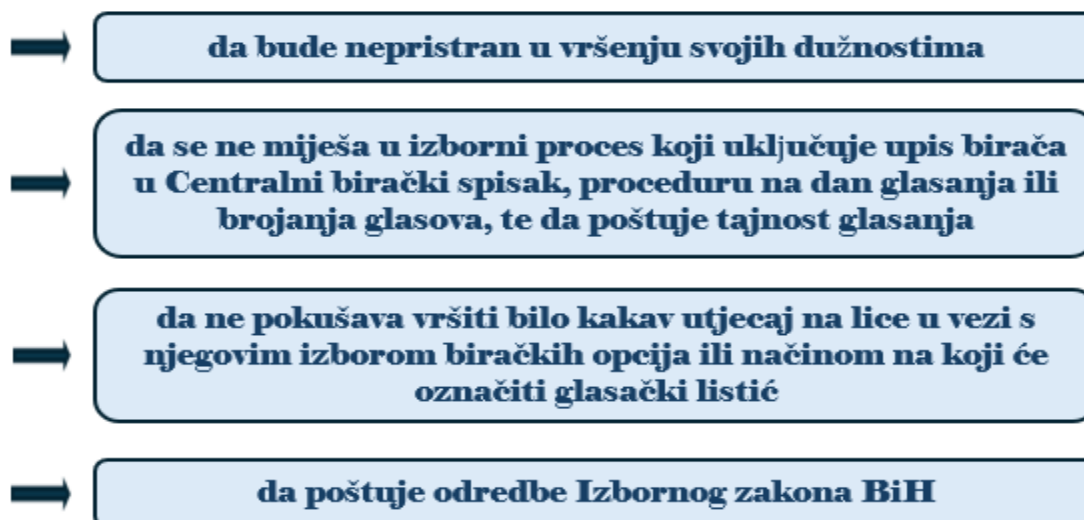 da bude nepristran u vršenju svojih dužnostima
da se ne miješa u izborni proces koji uključuje upis birača
u Centralni birački spisak, proceduru na dan glasanja ili
brojanja glasova, te da poštuje tajnost glasanja
da ne pokušava vršiti bilo kakav utjecaj na lice u vezi s
njegovim izborom biračkih opcija ili načinom na koji će
označiti glasački listić
da poštuje odredbe Izbornog zakona BiH